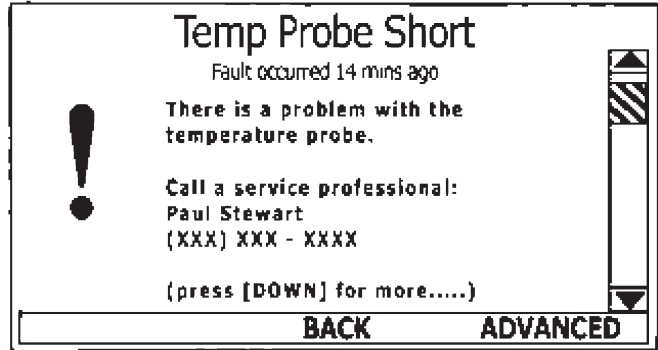 Temp Probe Short
Fault occurred 14 mins ago
There is a problem with the
temperature probe.
Call a service professional:
Paul Stewart
(XXX) XXX - XXXX
(press [DOWN] for more.....)
BACK ADVANCED